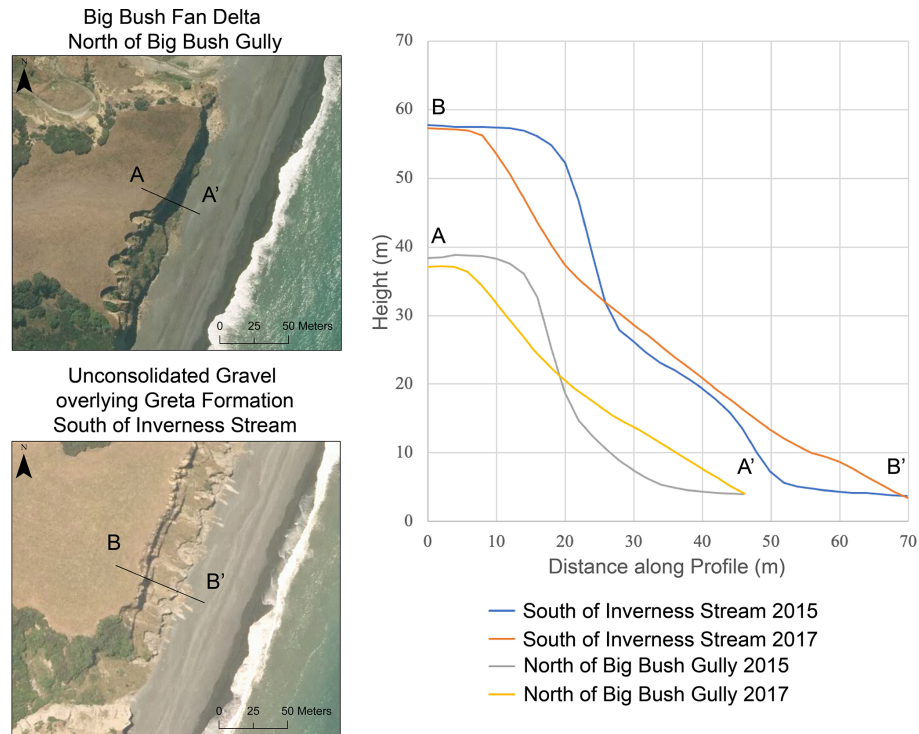 Big Bush Fan Delta
North of Big Bush Gully
N
A
A'
0 25 50 Meters
Unconsolidated Gravel
overlying Greta Formation
South of Inverness Stream
N
B
B'
0 25 50 Meters
70
60
50
40
30
20
10
0
Height (m)
B
A
A'
B'
0 10 20 30 40 50 60 70
Distance along Profile (m)
South of Inverness Stream 2015
South of Inverness Stream 2017
North of Big Bush Gully 2015
North of Big Bush Gully 2017